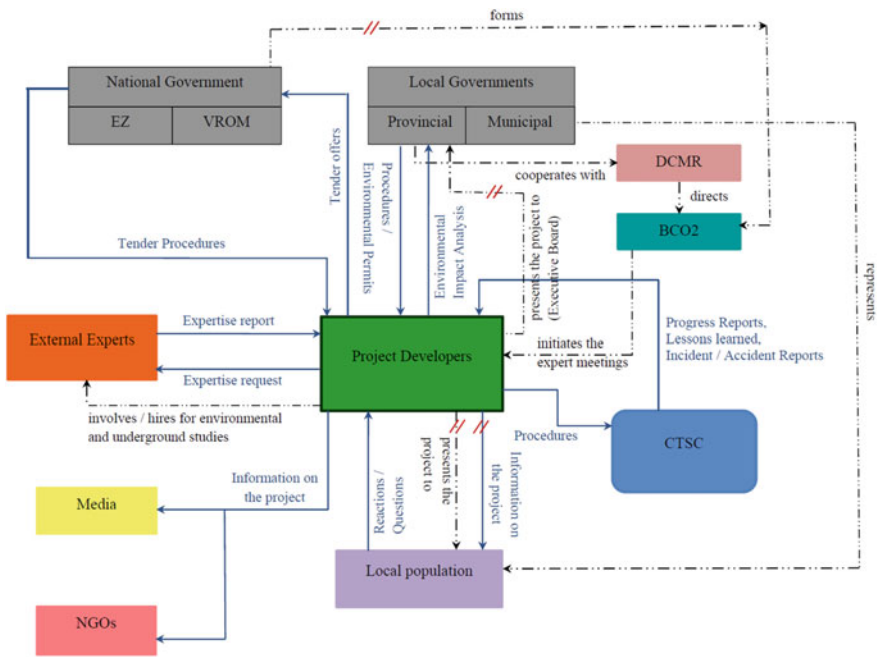 forms
National Government
EZ
VROM
Local Governments
Provincial
Municipal
DCMR
cooperates with
directs
BCO2
Tender offers
Procedures /
Environmental Permits
Environmental
Impact Analysis
presents the project to
(Executive Board)
represents
Tender Procedures
External Experts
Expertise report
Expertise request
Project Developers
initiates the
expert meetings
Progress Reports,
Lessons learned,
Incident / Accident Reports
involves / hires for environmental
and underground studies
Procedures
CTSC
Information on
the project
Reactions /
Questions
presents the
project to
Information on
the project
Media
Local population
NGOs